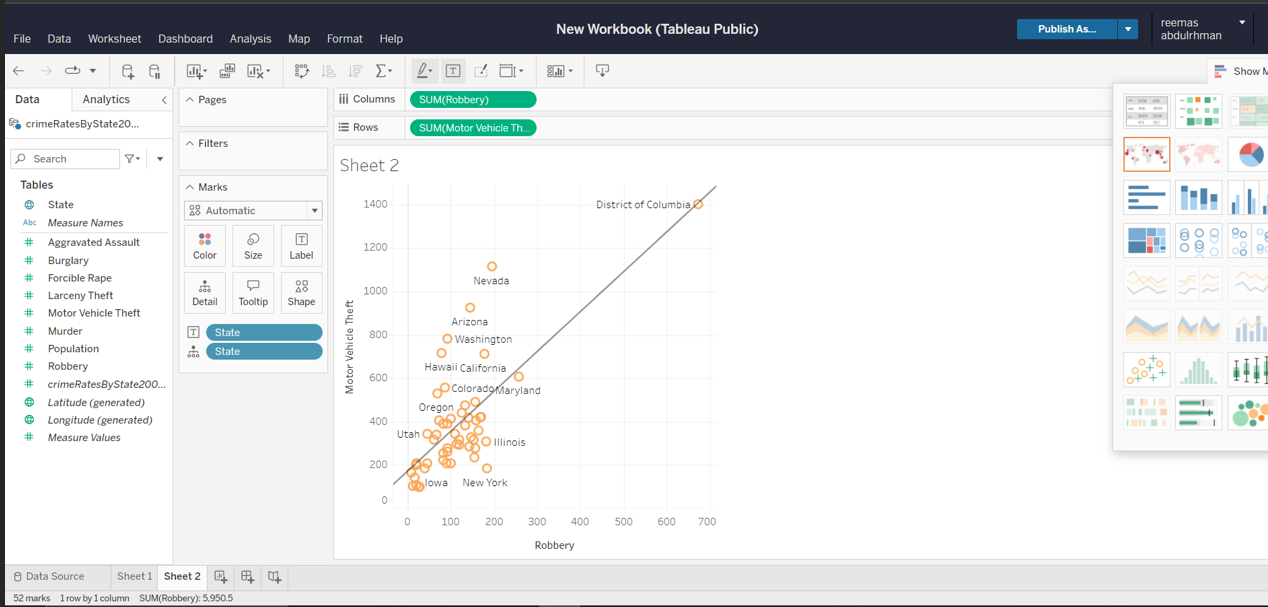 New Workbook (Tableau Public)
Publish As...
reemas
abdulrhman
File Data Worksheet Dashboard Analysis Map Format Help
Show M
Data
Analytics
crimeRatesByState20...
Search
Tables
State
Abc Measure Names
Aggravated Assault
Burglary
Forcible Rape
Larceny Theft
Motor Vehicle Theft
Murder
Population
Robbery
crimeRatesByState200...
Latitude (generated)
Longitude (generated)
Measure Values
Pages
Filters
Marks
Automatic
Color
Size
Label
Detail
Tooltip
Shape
State
State
Columns
SUM(Robbery)
Rows
SUM(Motor Vehicle Th...
Sheet 2
Motor Vehicle Theft
1400
1200
1000
800
600
400
200
0
District of Columbia
Nevada
Arizona
Washington
Hawaii
California
Colorado
Maryland
Oregon
Utah
Illinois
Iowa
New York
0 100 200 300 400 500 600 700
Robbery
Data Source
Sheet 1
Sheet 2
52 marks 1 row by 1 column SUM(Robbery): 5,950.5